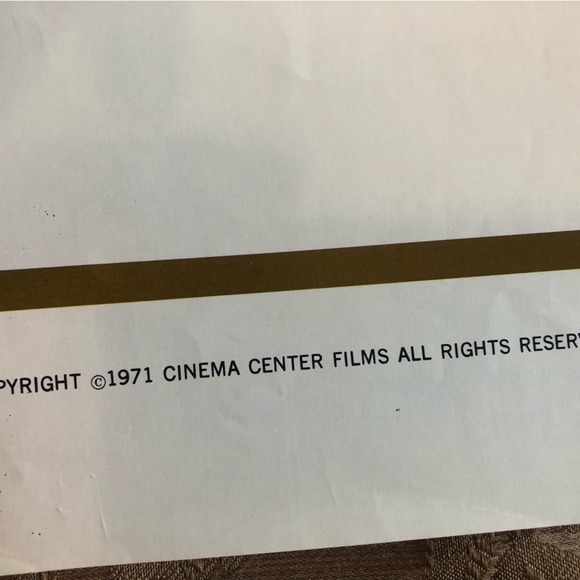 PYRIGHT ©1971 CINEMA CENTER FILMS ALL RIGHTS RESERV